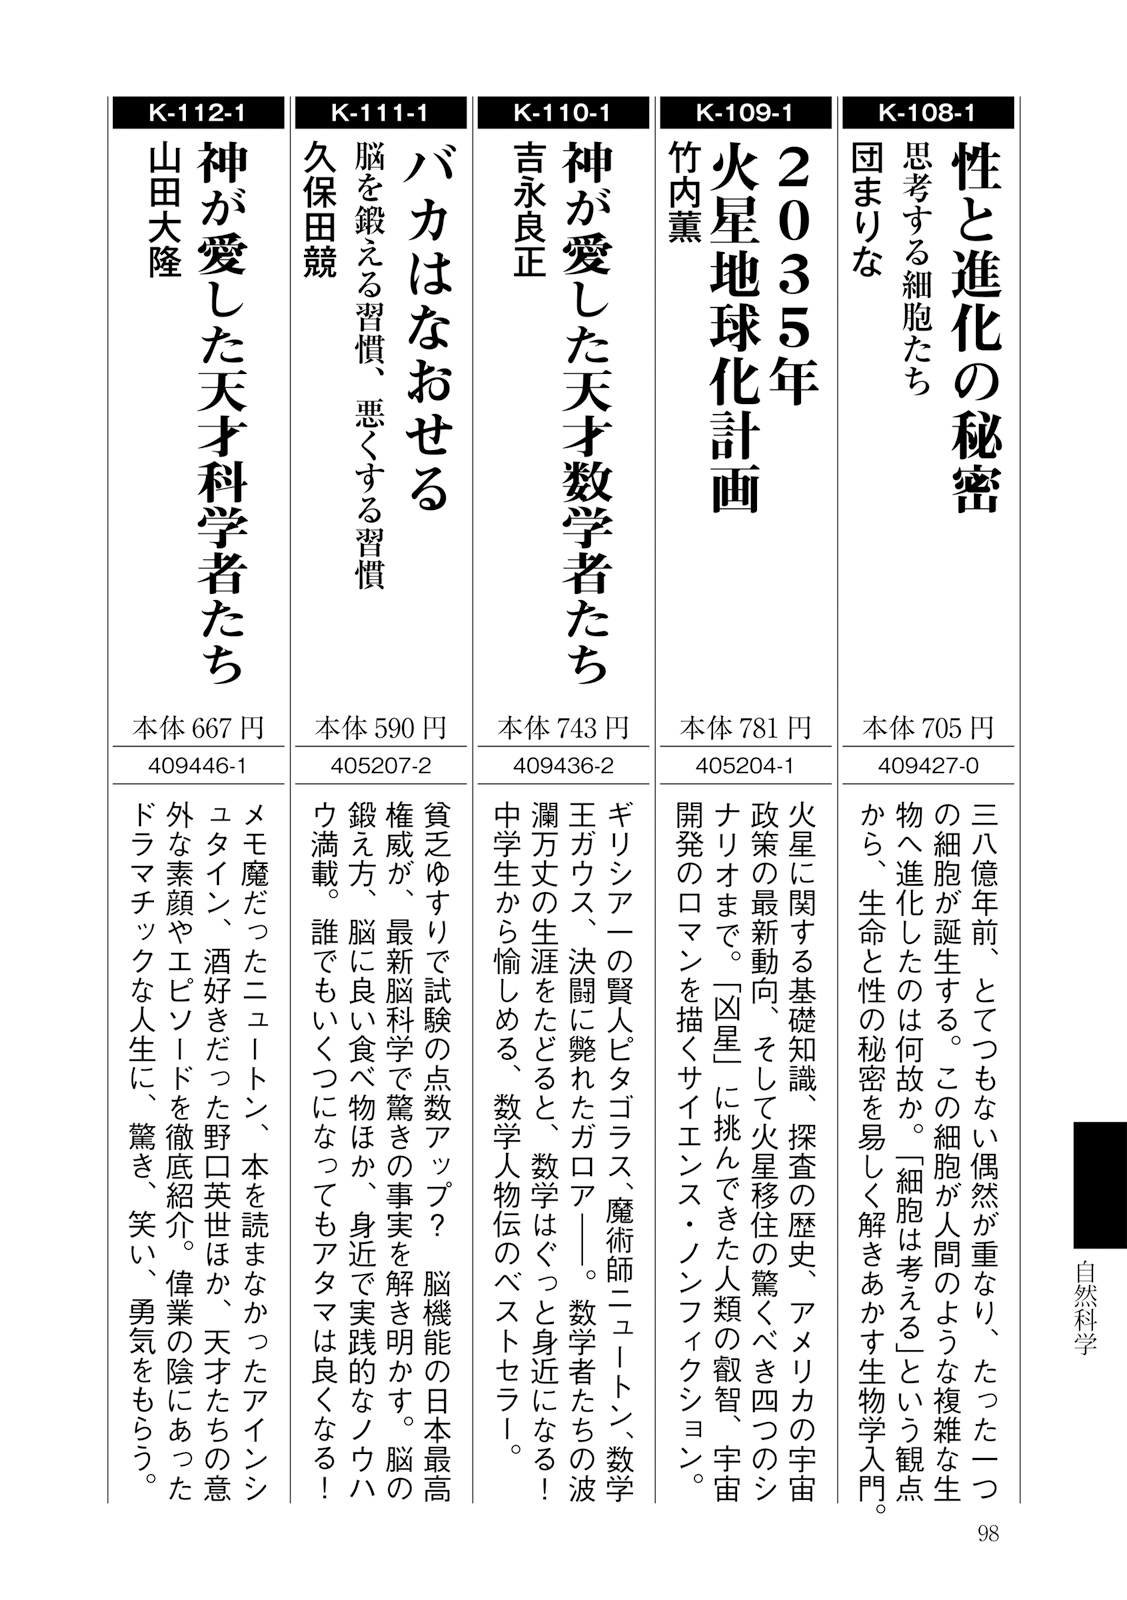 K-108-1
性と進化の秘密
思考する細胞たち
団まりな
本体 705 円
409427-0
三八億年前、とてつもない偶然が重なり、たった一つ
の細胞が誕生する。この細胞が人間のような複雑な生
物へ進化したのは何故か。「細胞は考える」という観点
から、生命と性の秘密を易しく解きあかす生物学入門。
K-109-1
2035年
火星地球化計画
竹内薫
本体 781 円
405204-1
火星に関する基礎知識、探査の歴史、アメリカの宇宙
政策の最新動向、そして火星移住の驚くべき四つのシ
ナリオまで。「凶星」に挑んできた人類の叡智、宇宙
開発のロマンを描くサイエンス・ノンフィクション。
K-110-1
神が愛した天才数学者たち
吉永良正
本体 743 円
409436-2
ギリシア一の賢人ピタゴラス、魔術師ニュートン、数学
王ガウス、決闘に斃れたガロア――。数学者たちの波
瀾万丈の生涯をたどると、数学はぐっと身近になる!
中学生から愉しめる、数学人物伝のベストセラー。
K-111-1
バカはなおせる
脳を鍛える習慣、悪くする習慣
久保田競
本体 590 円
405207-2
貧乏ゆすりで試験の点数アップ? 脳機能の日本最高
権威が、最新脳科学で驚きの事実を解き明かす。脳の
鍛え方、脳に良い食べ物ほか、身近で実践的なノウハ
ウ満載。誰でもいくつになってもアタマは良くなる!
K-112-1
神が愛した天才科学者たち
山田大隆
本体 667 円
409446-1
メモ魔だったニュートン、本を読まなかったアインシ
ュタイン、酒好きだった野口英世ほか、天才たちの意
外な素顔やエピソードを徹底紹介。偉業の陰にあった
ドラマチックな人生に、驚き、笑い、勇気をもらう。
自然科学
98